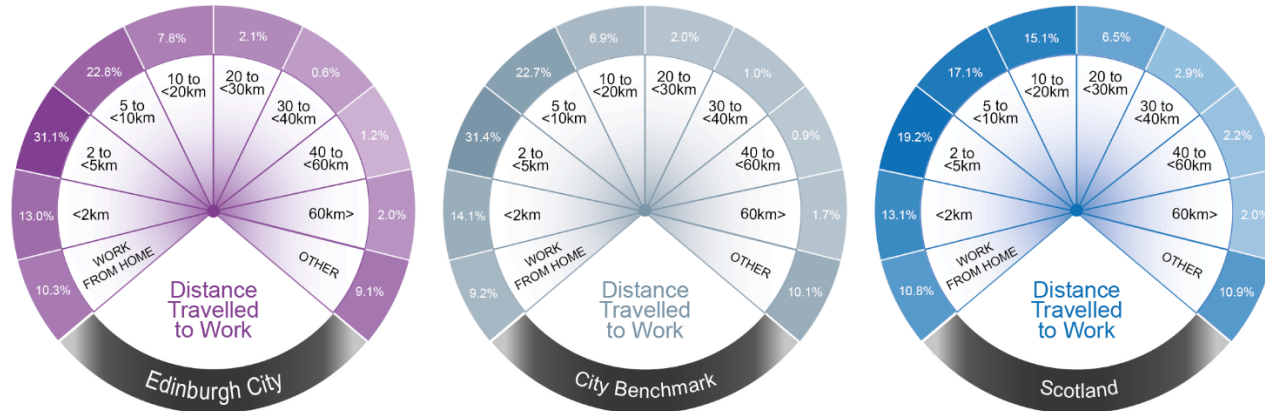 7.8%
2.1%
22.8%
0.6%
10 to
<20km
20 to
<30km
5 to
<10km
30 to
<40km
31.1%
1.2%
2 to
<5km
40 to
<60km
13.0%
<2km
60km>
2.0%
WORK
FROM HOME
OTHER
10.3%
9.1%
Distance
Travelled
to Work
Edinburgh City
6.9%
2.0%
22.7%
1.0%
10 to
<20km
20 to
<30km
5 to
<10km
30 to
<40km
31.4%
0.9%
2 to
<5km
40 to
<60km
14.1%
<2km
60km>
1.7%
WORK
FROM HOME
OTHER
9.2%
10.1%
Distance
Travelled
to Work
City Benchmark
15.1%
6.5%
17.1%
2.9%
10 to
<20km
20 to
<30km
5 to
<10km
30 to
<40km
19.2%
2.2%
2 to
<5km
40 to
<60km
13.1%
<2km
60km>
2.0%
WORK
FROM HOME
OTHER
10.8%
10.9%
Distance
Travelled
to Work
Scotland